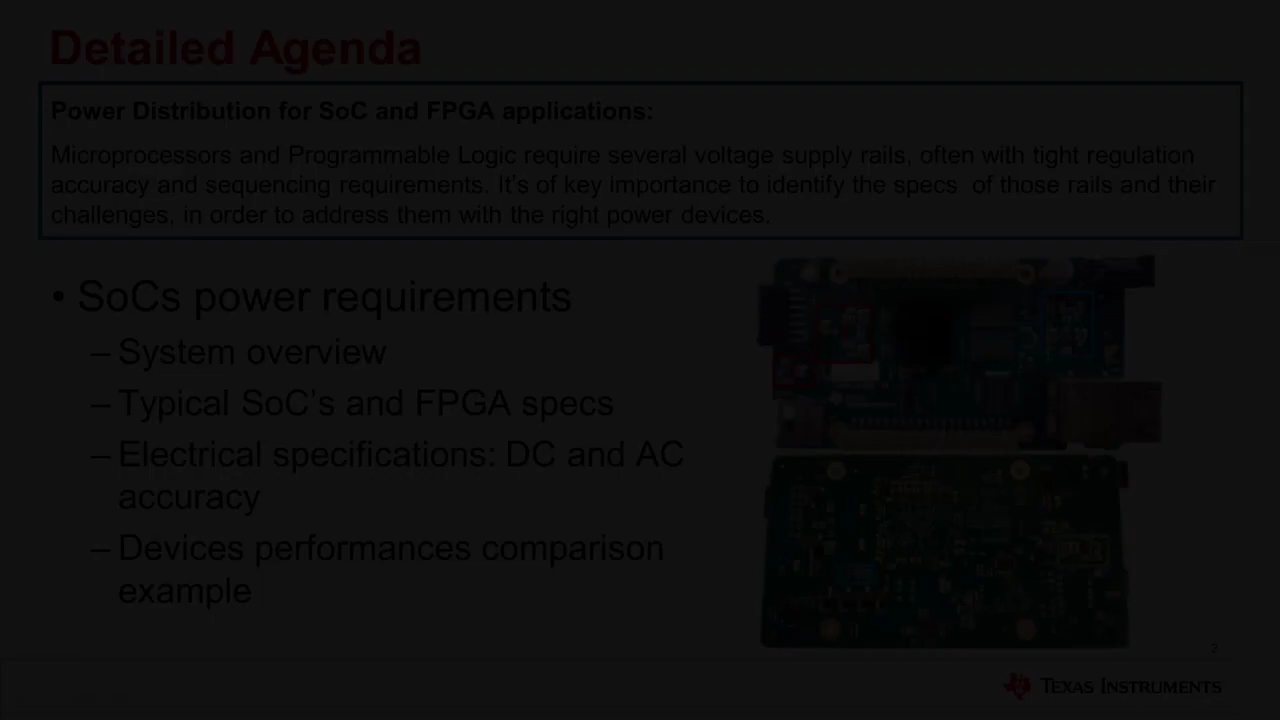 Detailed Agenda
Power Distribution for SoC and FPGA applications:
Microprocessors and Programmable Logic require several voltage supply rails, often with tight regulation
accuracy and sequencing requirements. It's of key importance to identify the specs of those rails and their
challenges, in order to address them with the right power devices.
• SoCs power requirements
– System overview
– Typical SoC's and FPGA specs
– Electrical specifications: DC and AC
accuracy
– Devices performances comparison
example
2
TEXAS INSTRUMENTS